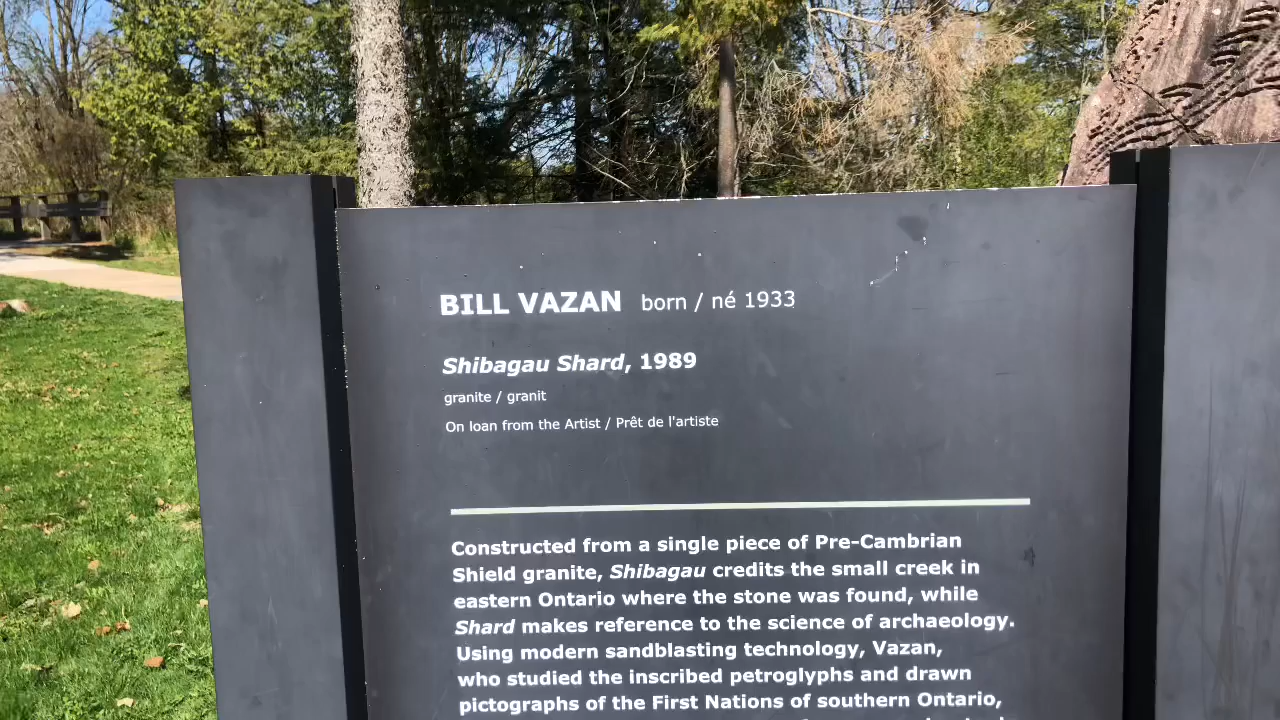 BILL VAZAN born / né 1933
Shibagau Shard, 1989
granite / granit
On loan from the Artist / Prêt de l'artiste
Constructed from a single piece of Pre-Cambrian
Shield granite, Shibagau credits the small creek in
eastern Ontario where the stone was found, while
Shard makes reference to the science of archaeology.
Using modern sandblasting technology, Vazan,
who studied the inscribed petroglyphs and drawn
pictographs of the First Nations of southern Ontario,